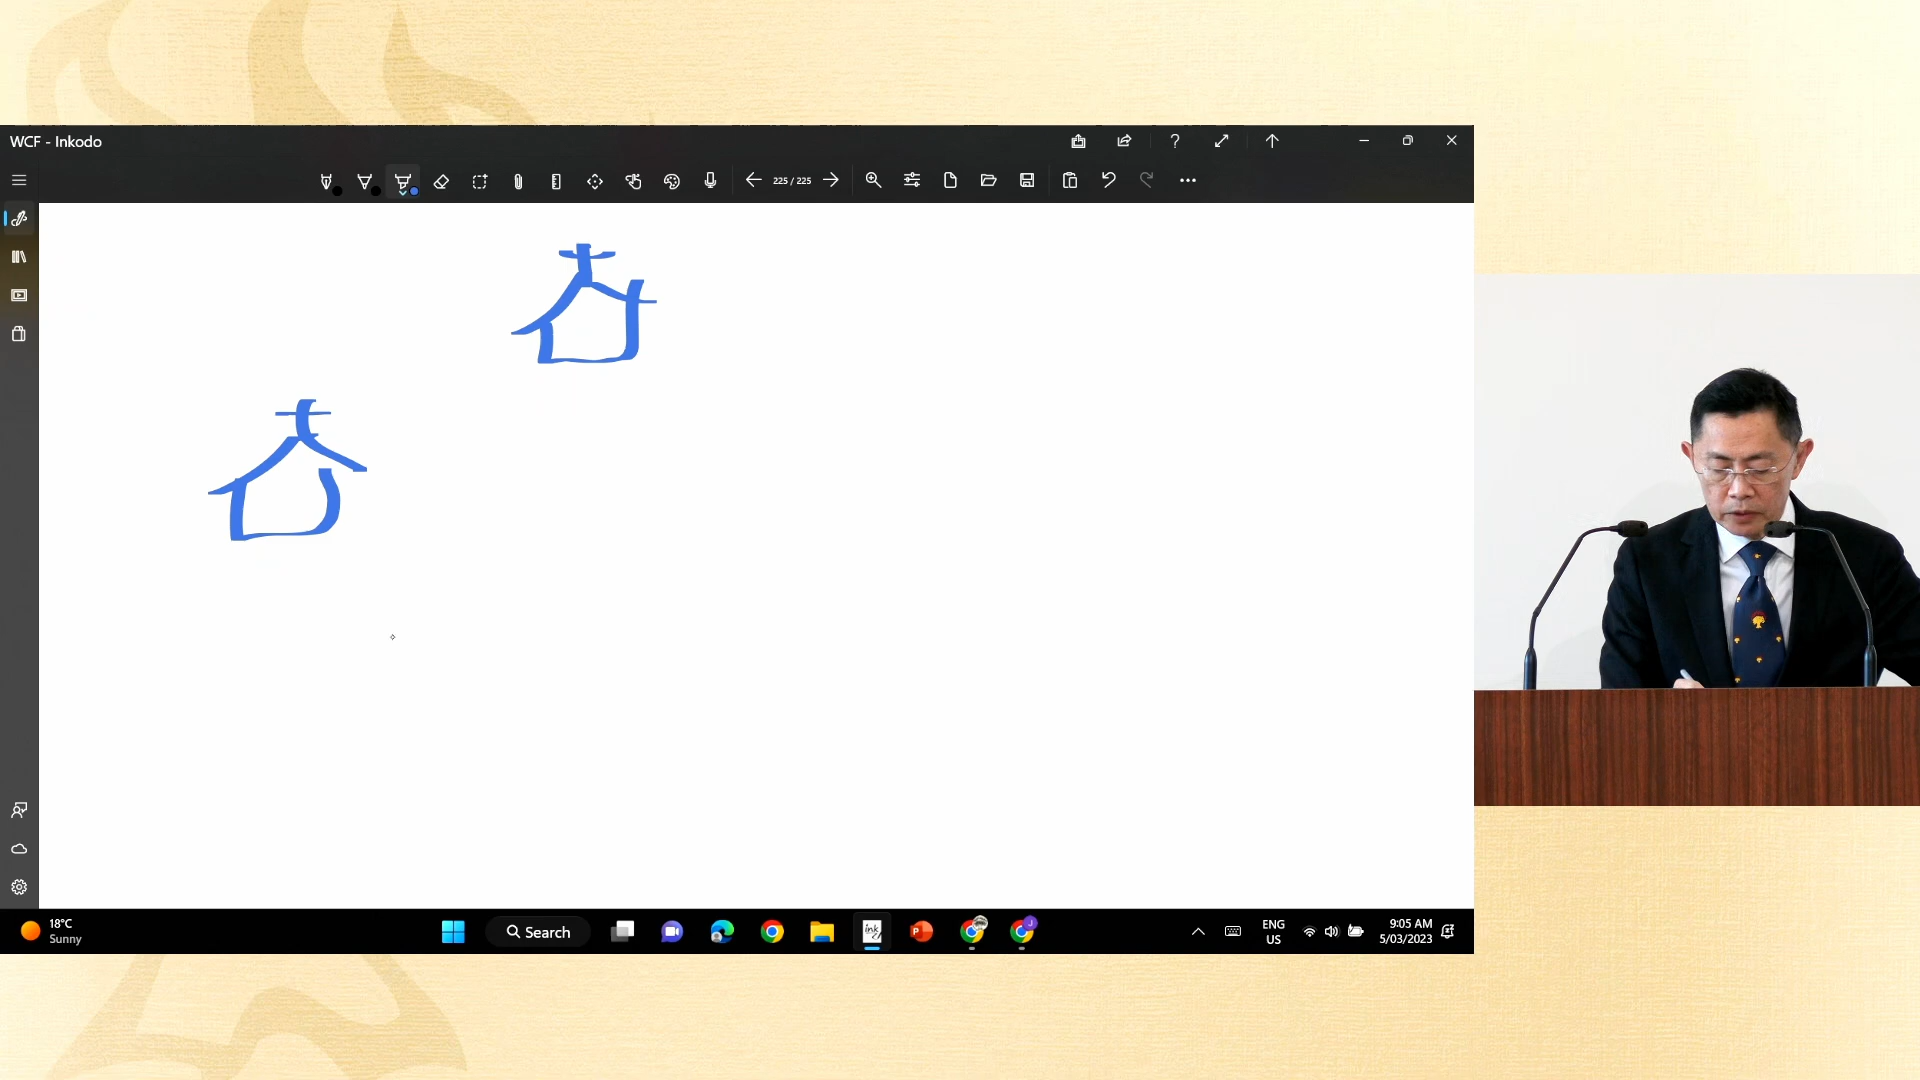 WCF - Inkodo
225 / 225
18°C
Sunny
Search
ENG
US
9:05 AM
5/03/2023